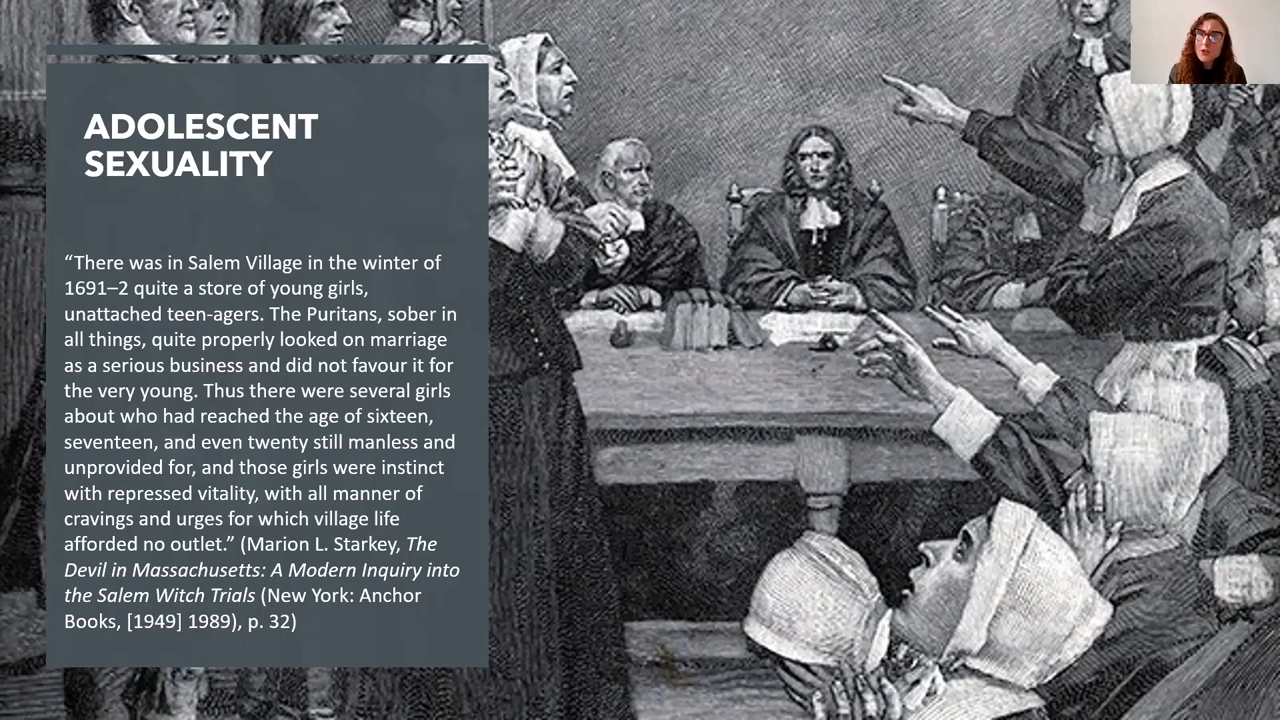 ADOLESCENT
SEXUALITY
“There was in Salem Village in the winter of
1691–2 quite a store of young girls,
unattached teen-agers. The Puritans, sober in
all things, quite properly looked on marriage
as a serious business and did not favour it for
the very young. Thus there were several girls
about who had reached the age of sixteen,
seventeen, and even twenty still manless and
unprovided for, and those girls were instinct
with repressed vitality, with all manner of
cravings and urges for which village life
afforded no outlet.” (Marion L. Starkey, The
Devil in Massachusetts: A Modern Inquiry into
the Salem Witch Trials (New York: Anchor
Books, [1949] 1989), p. 32)